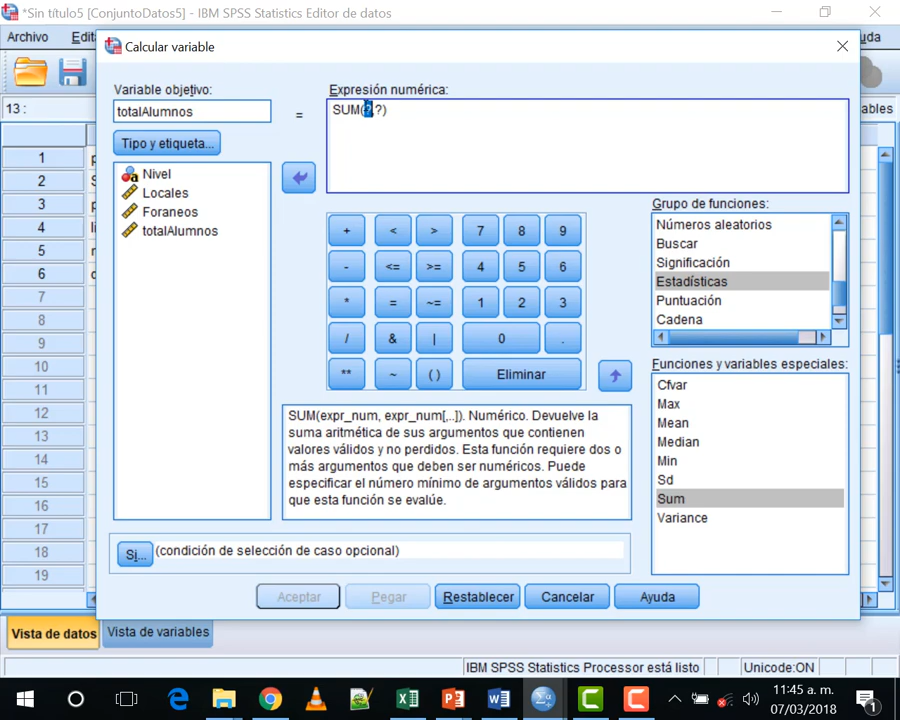 *Sin título5 [ConjuntoDatos5] - IBM SPSS Statistics Editor de datos
Archivo
Calcular variable
13 :
Variable objetivo:
Expresión numérica:
totalAlumnos
=
SUM(?,?)
Tipo y etiqueta...
Nivel
Locales
Foraneos
totalAlumnos
+ < > 7 8 9
- <= >= 4 5 6
* = ~= 1 2 3
/ & | 0 .
** ~ ( ) Eliminar
Grupo de funciones:
Números aleatorios
Buscar
Significación
Estadísticas
Puntuación
Cadena
Funciones y variables especiales:
Cfvar
Max
Mean
Median
Min
Sd
Sum
Variance
SUM(expr_num, expr_num[,..]). Numérico. Devuelve la
suma aritmética de sus argumentos que contienen
valores válidos y no perdidos. Esta función requiere dos o
más argumentos que deben ser numéricos. Puede
especificar el número mínimo de argumentos válidos para
que esta función se evalúe.
Si...
(condición de selección de caso opcional)
Aceptar
Pegar
Restablecer
Cancelar
Ayuda
1
2
3
4
5
6
7
8
9
10
11
12
13
14
15
16
17
18
19
Vista de datos
Vista de variables
IBM SPSS Statistics Processor está listo
Unicode:ON
11:45 a. m.
07/03/2018
1